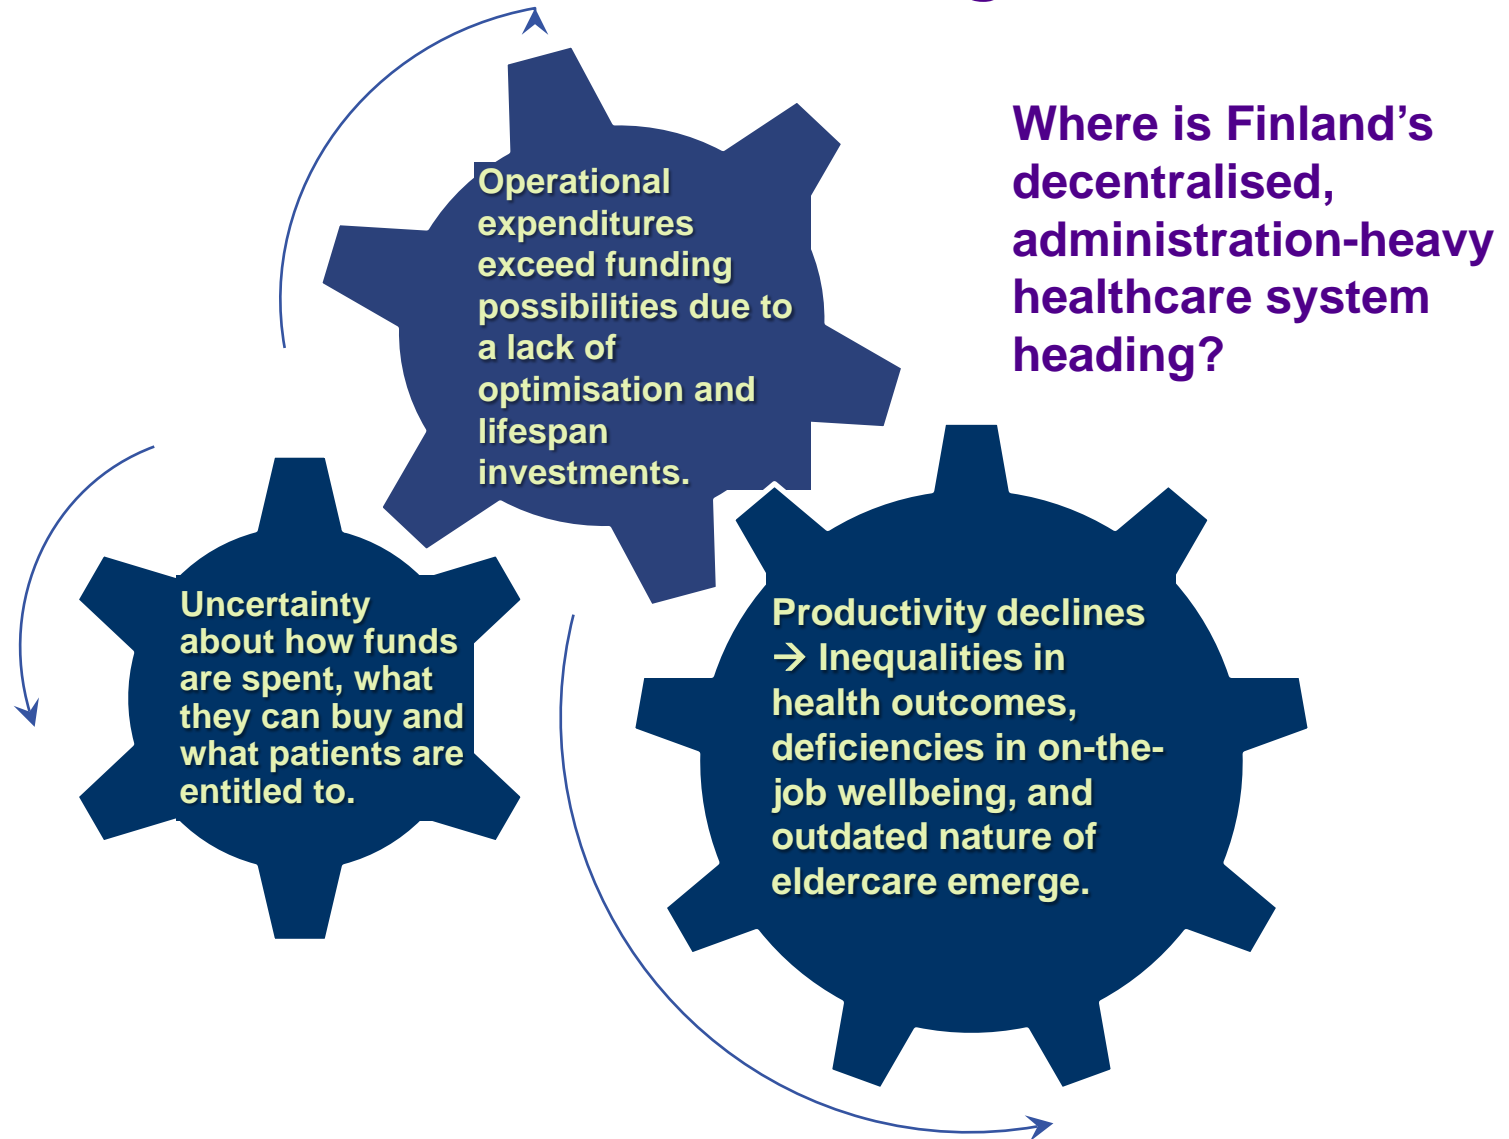 Where is Finland’s
decentralised,
administration-heavy
healthcare system
heading?
Operational
expenditures
exceed funding
possibilities due to
a lack of
optimisation and
lifespan
investments.
Uncertainty
about how funds
are spent, what
they can buy and
what patients are
entitled to.
Productivity declines
→ Inequalities in
health outcomes,
deficiencies in on-the-
job wellbeing, and
outdated nature of
eldercare emerge.